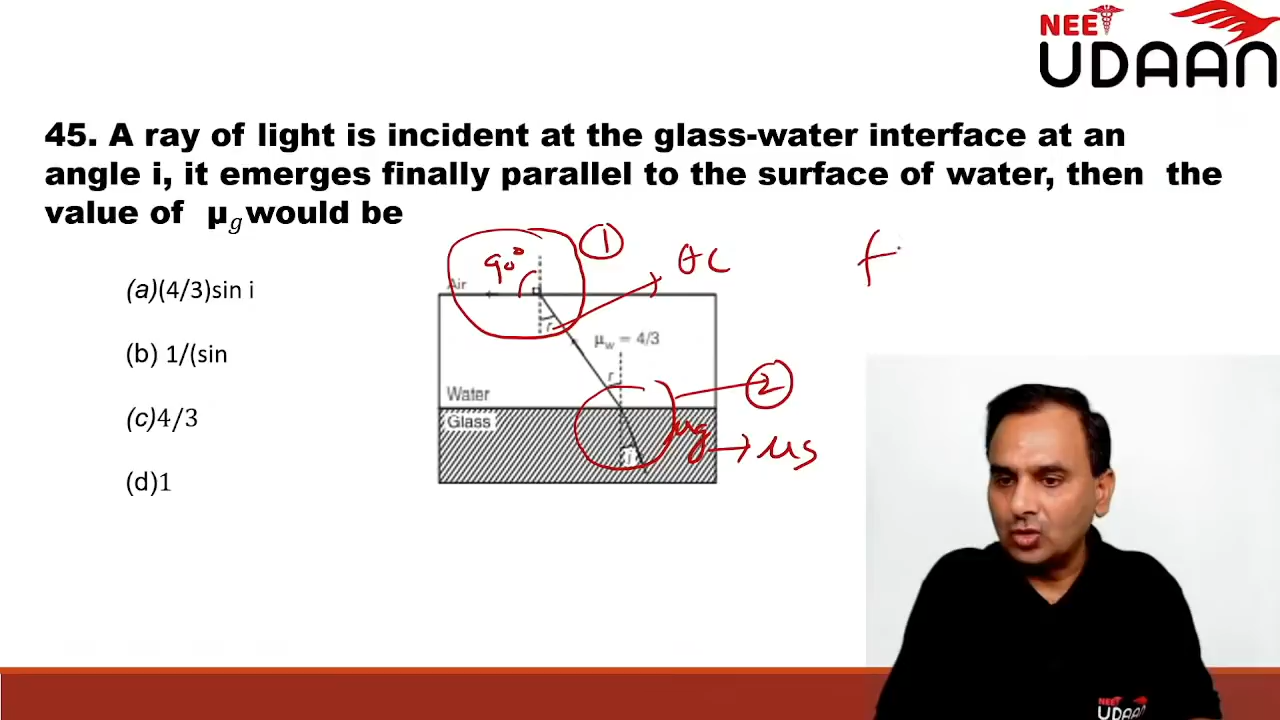 NEET
UDAAN
45. A ray of light is incident at the glass-water interface at an
angle i, it emerges finally parallel to the surface of water, then the
value of μg would be
(a)(4/3)sin i
(b) 1/(sin
(c)4/3
(d)1
90°
1
θC
Air
r
μw = 4/3
r
2
Water
Glass
μg → μs
i
f
NEET
UDAAN